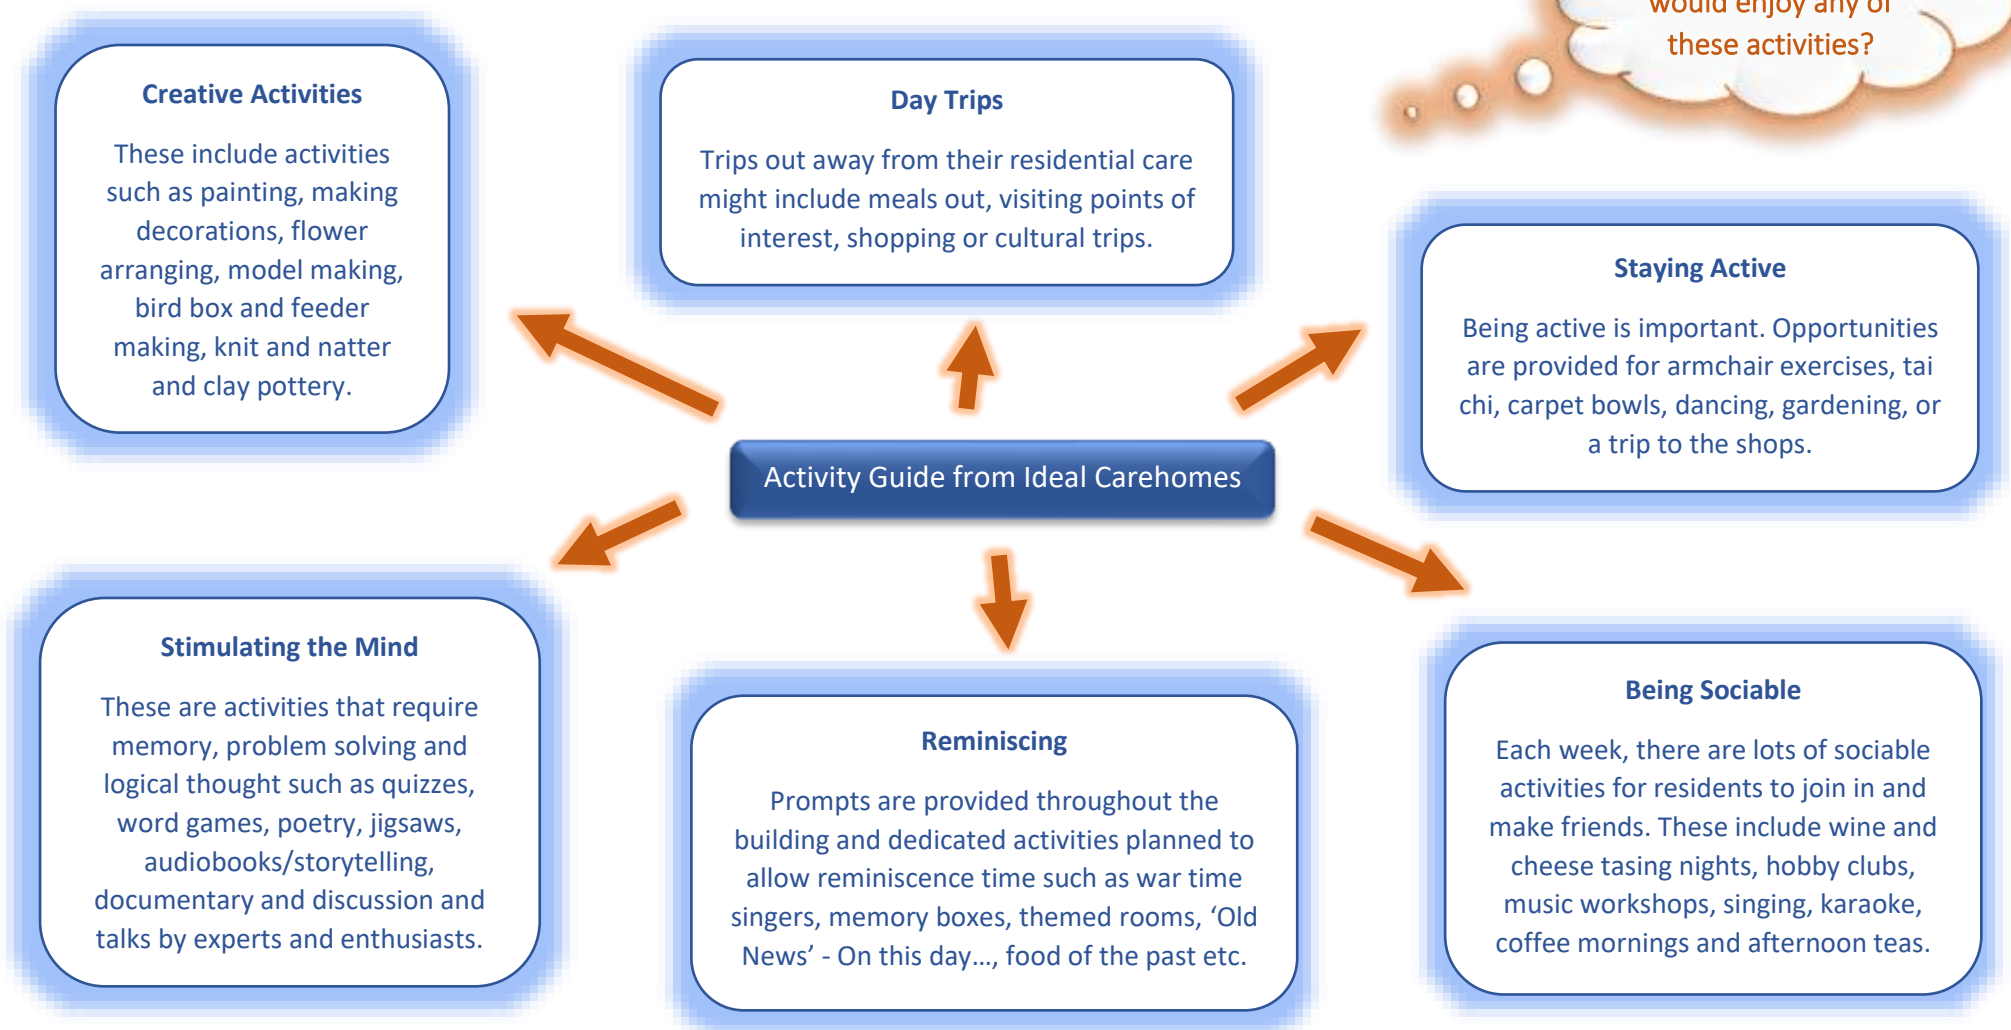 would enjoy any of
these activities?
Creative Activities
These include activities
such as painting, making
decorations, flower
arranging, model making,
bird box and feeder
making, knit and natter
and clay pottery.
Day Trips
Trips out away from their residential care
might include meals out, visiting points of
interest, shopping or cultural trips.
Staying Active
Being active is important. Opportunities
are provided for armchair exercises, tai
chi, carpet bowls, dancing, gardening, or
a trip to the shops.
Activity Guide from Ideal Carehomes
Stimulating the Mind
These are activities that require
memory, problem solving and
logical thought such as quizzes,
word games, poetry, jigsaws,
audiobooks/storytelling,
documentary and discussion and
talks by experts and enthusiasts.
Reminiscing
Prompts are provided throughout the
building and dedicated activities planned to
allow reminiscence time such as war time
singers, memory boxes, themed rooms, ‘Old
News’ - On this day…, food of the past etc.
Being Sociable
Each week, there are lots of sociable
activities for residents to join in and
make friends. These include wine and
cheese tasing nights, hobby clubs,
music workshops, singing, karaoke,
coffee mornings and afternoon teas.